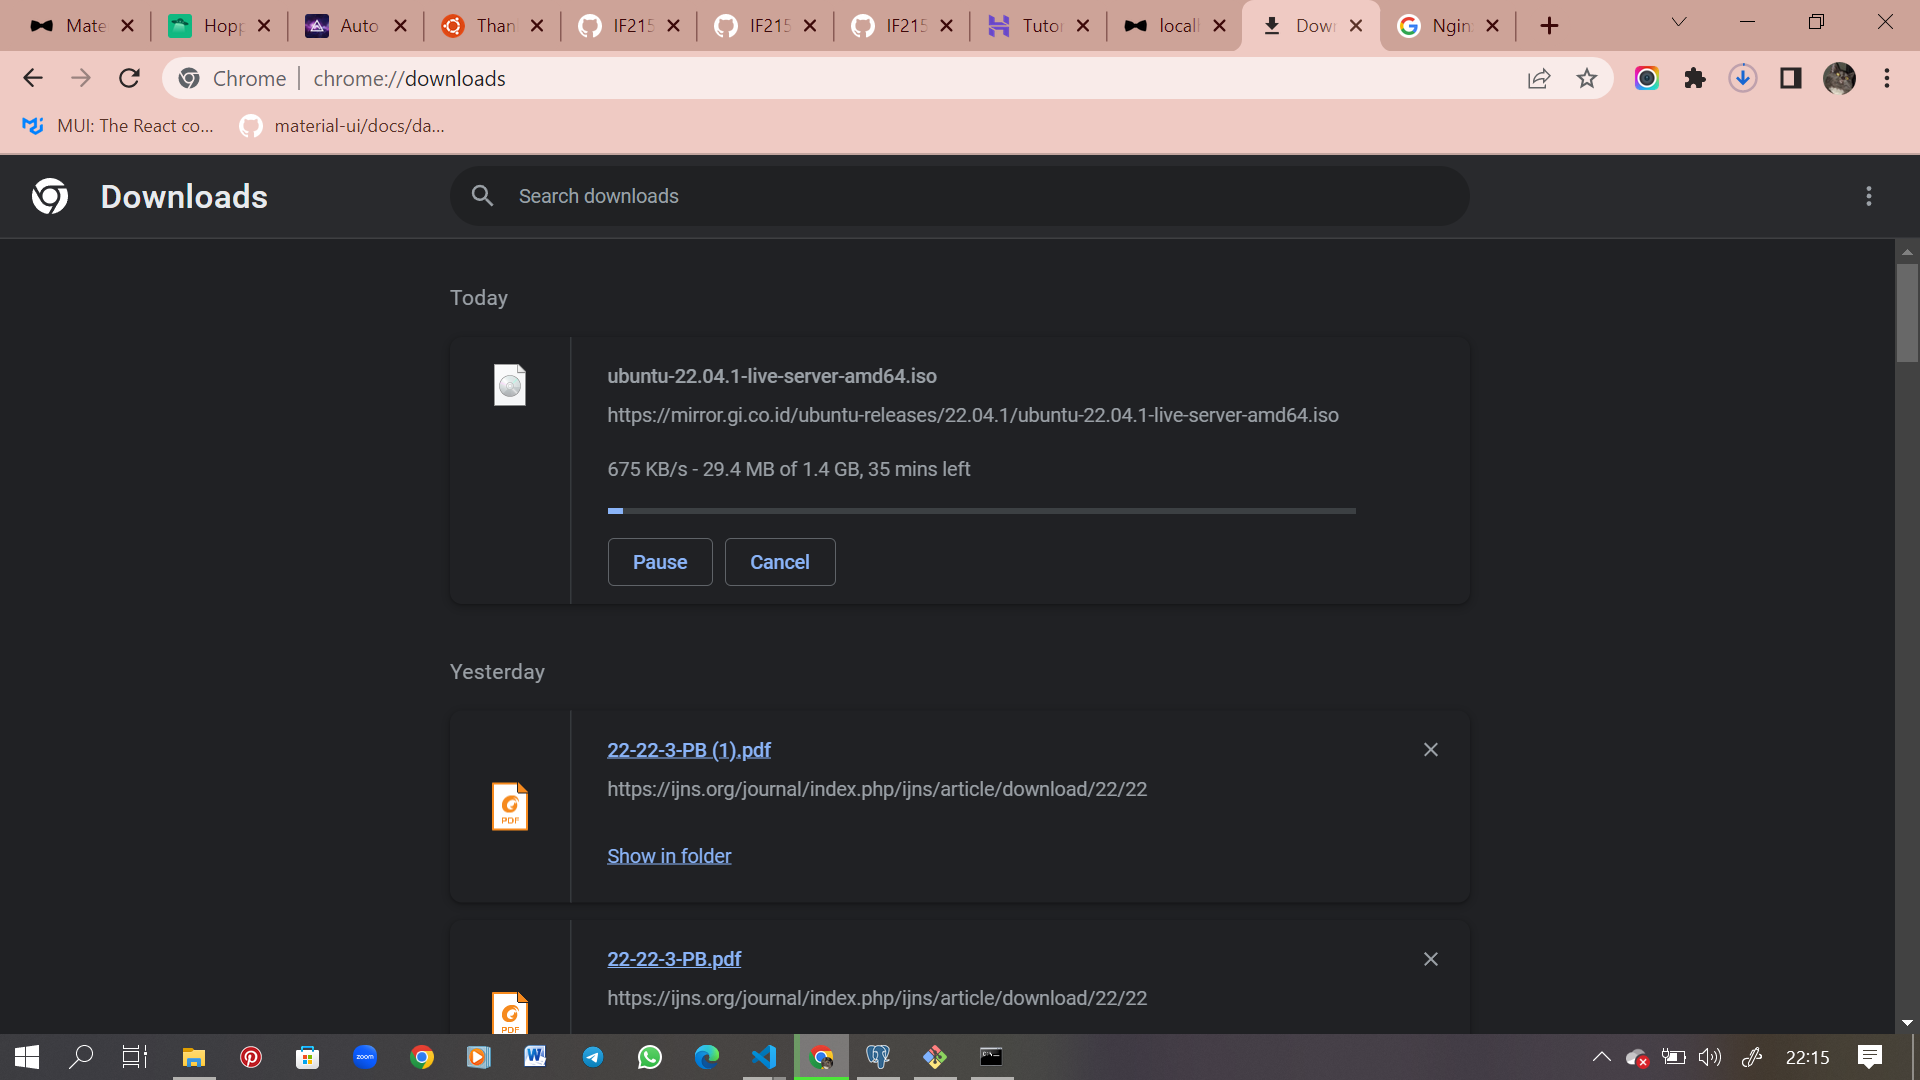 Mate
Hopp
Auto
Than
IF215
IF215
IF215
Tutor
local
Down
Nginx
Chrome
chrome://downloads
MUI: The React co...
material-ui/docs/da...
Downloads
Search downloads
Today
ubuntu-22.04.1-live-server-amd64.iso
https://mirror.gi.co.id/ubuntu-releases/22.04.1/ubuntu-22.04.1-live-server-amd64.iso
675 KB/s - 29.4 MB of 1.4 GB, 35 mins left
Pause
Cancel
Yesterday
22-22-3-PB (1).pdf
https://ijns.org/journal/index.php/ijns/article/download/22/22
PDF
Show in folder
22-22-3-PB.pdf
https://ijns.org/journal/index.php/ijns/article/download/22/22
PDF
zoom
22:15